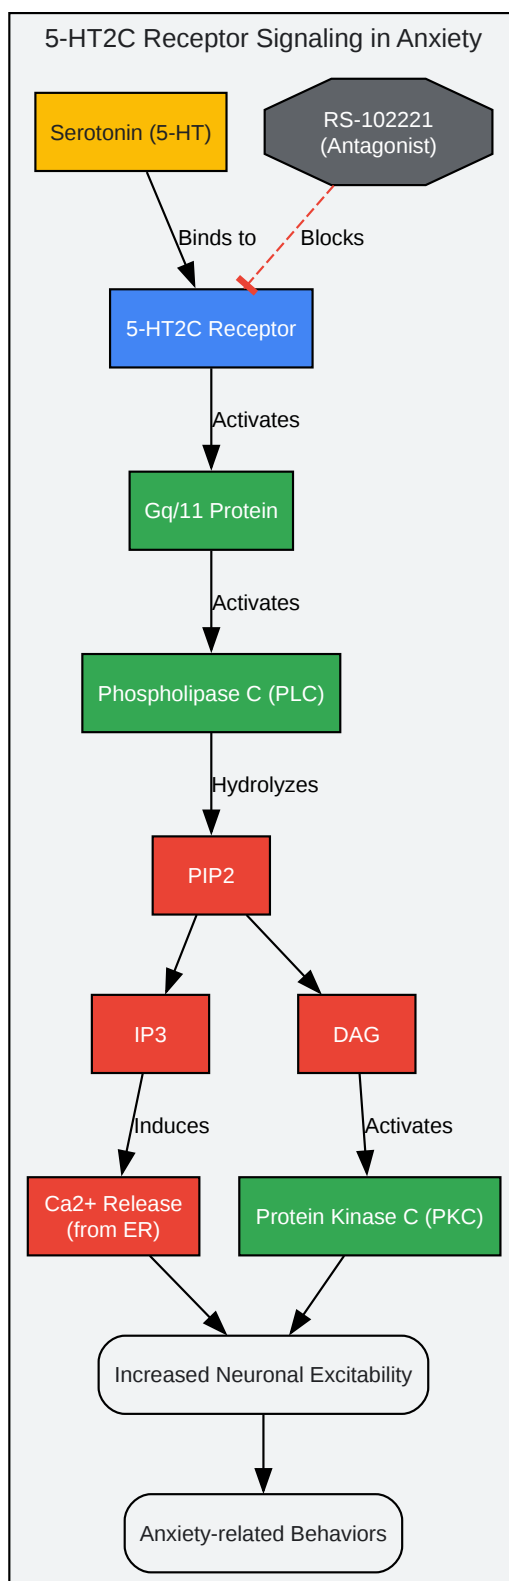 5-HT2C Receptor Signaling in Anxiety
Serotonin (5-HT)
RS-102221
(Antagonist)
Binds to
Blocks
5-HT2C Receptor
Activates
Gq/11 Protein
Activates
Phospholipase C (PLC)
Hydrolyzes
PIP2
IP3
DAG
Induces
Activates
Ca2+ Release
(from ER)
Protein Kinase C (PKC)
Increased Neuronal Excitability
Anxiety-related Behaviors